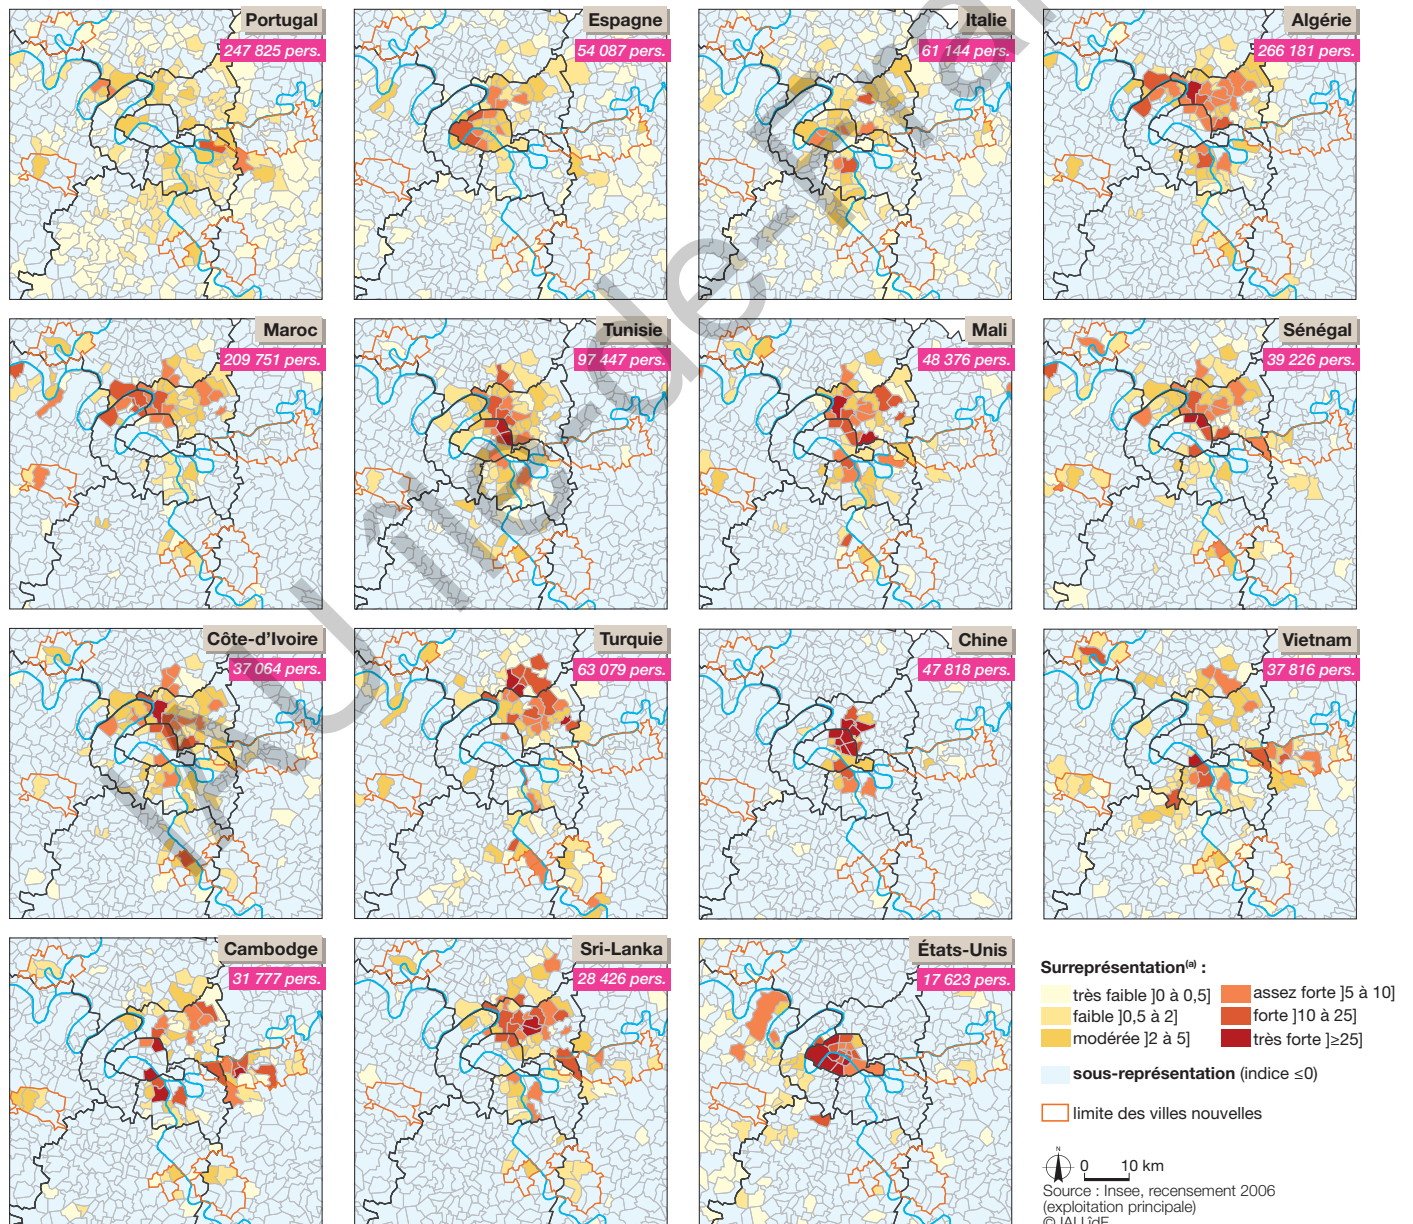 Portugal
247 825 pers.
Espagne
54 087 pers.
Italie
61 144 pers.
Algérie
266 181 pers.
Maroc
209 751 pers.
Tunisie
97 447 pers.
Mali
48 376 pers.
Sénégal
39 226 pers.
Côte-d'Ivoire
37 064 pers.
Turquie
63 079 pers.
Chine
47 818 pers.
Vietnam
37 816 pers.
Cambodge
31 777 pers.
Sri-Lanka
28 426 pers.
États-Unis
17 623 pers.
Surreprésentation(a) :
très faible ]0 à 0,5]
faible ]0,5 à 2]
modérée ]2 à 5]
assez forte ]5 à 10]
forte ]10 à 25]
très forte ]≥25]
sous-représentation (indice ≤0)
limite des villes nouvelles
N
0 10 km
Source : Insee, recensement 2006
(exploitation principale)
© IAU îdF